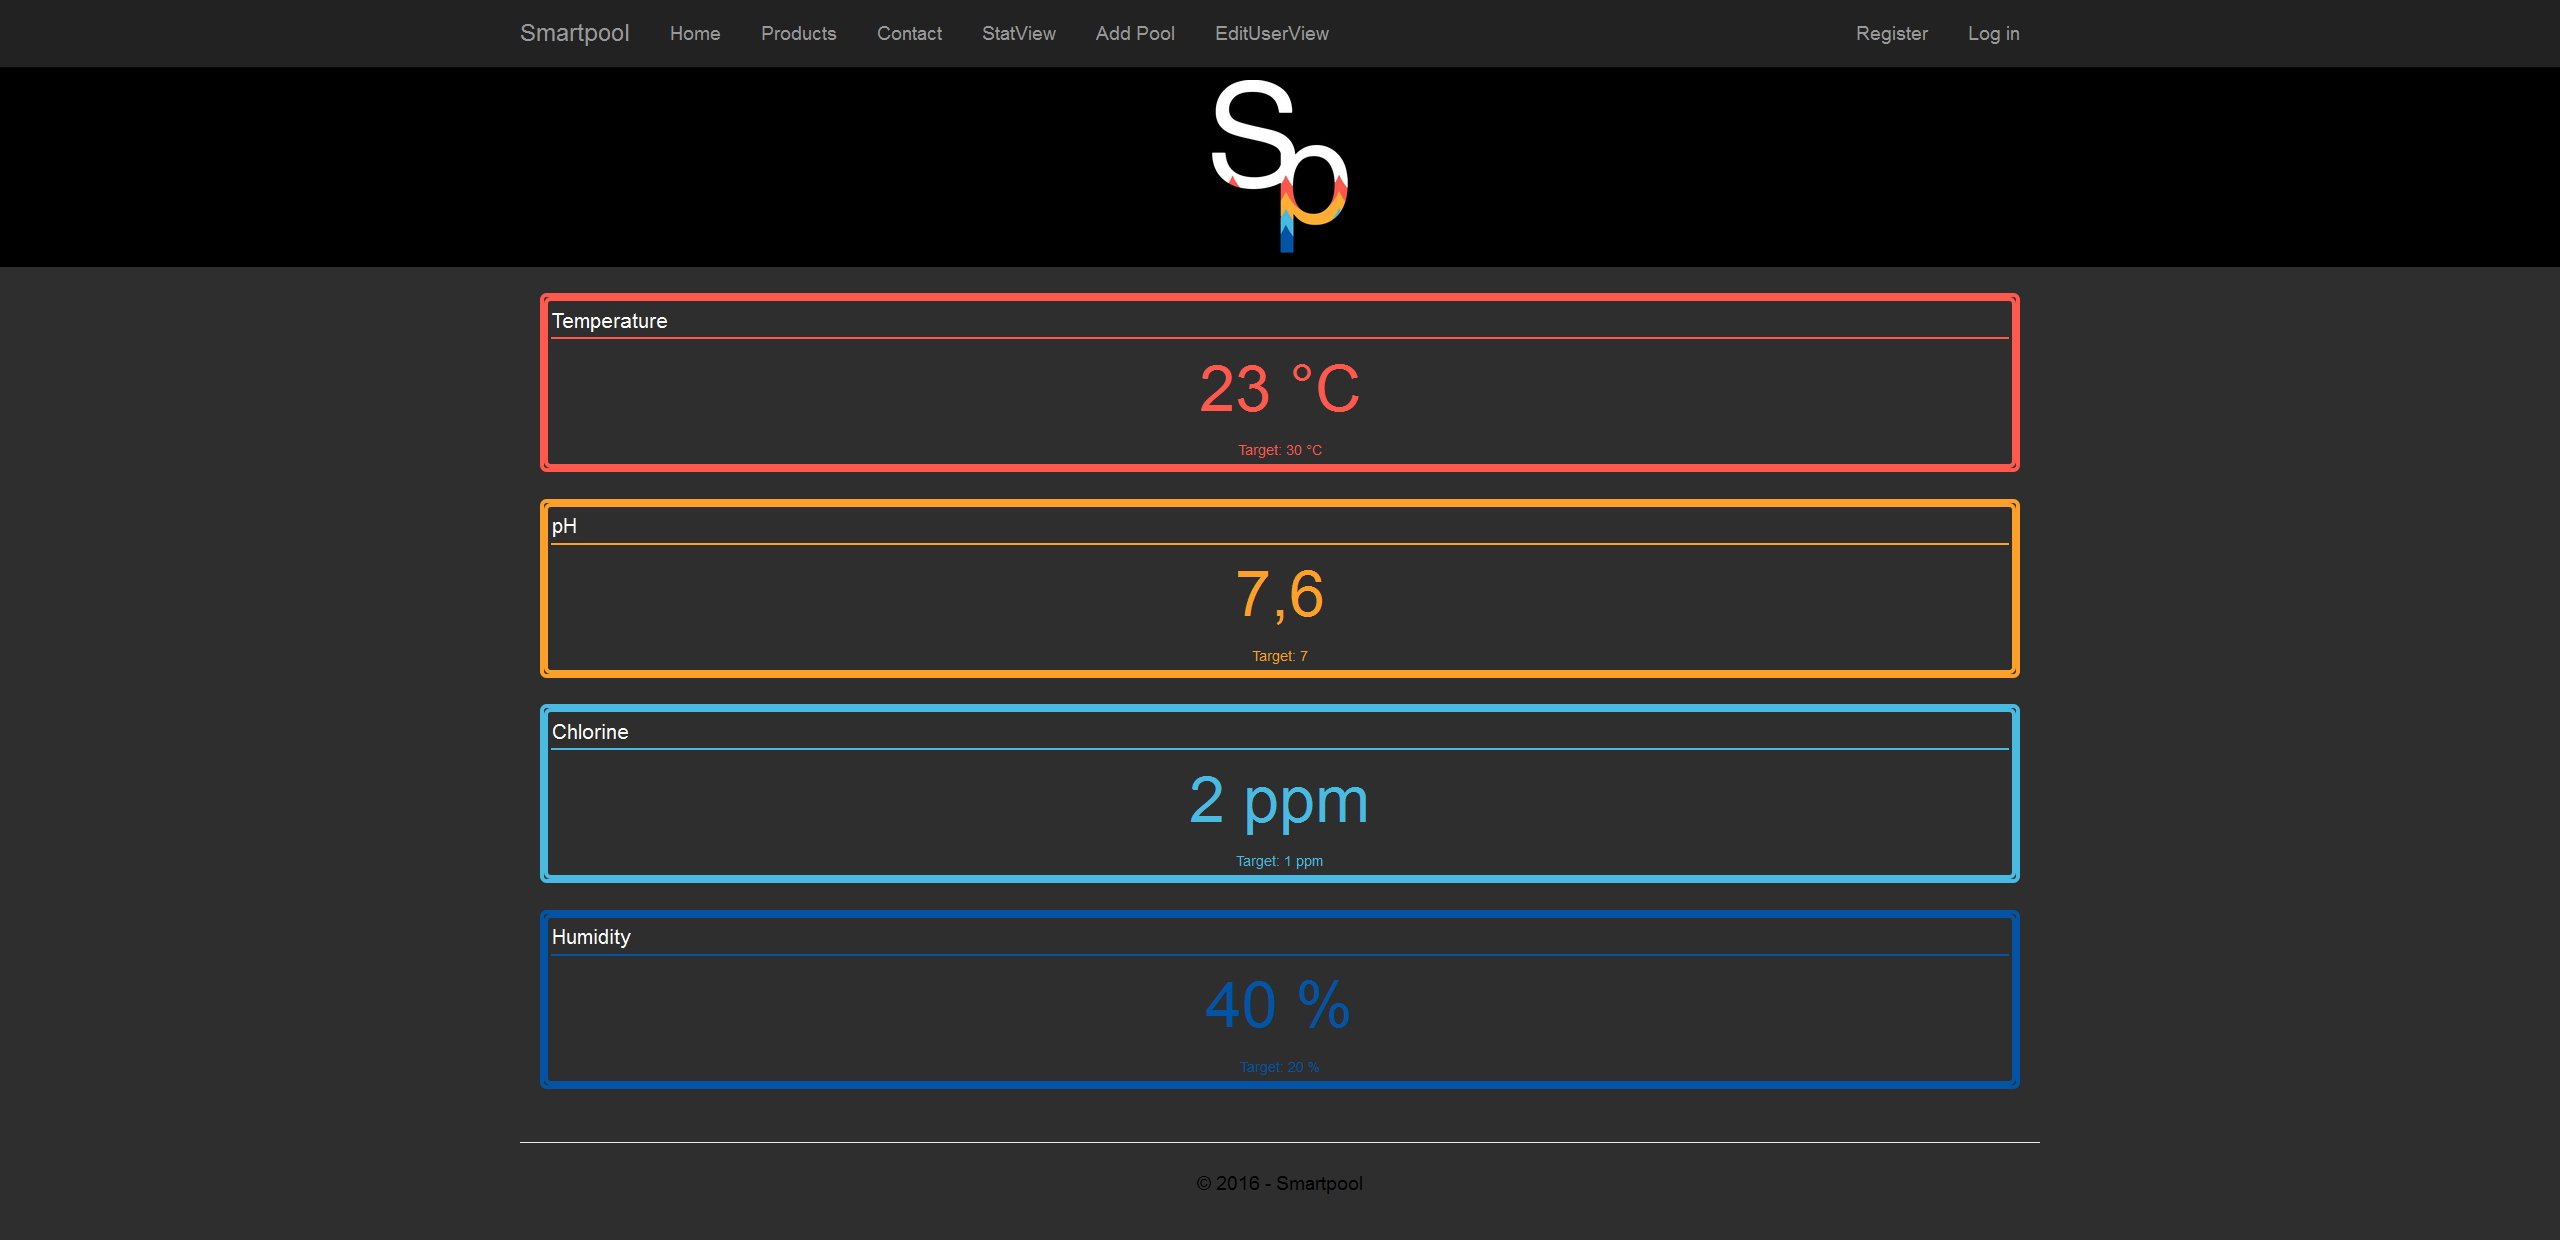 Smartpool Home Products Contact StatView Add Pool EditUserView Register Log in
Sp
Temperature
23 °C
Target: 30 °C
pH
7,6
Target: 7
Chlorine
2 ppm
Target: 1 ppm
Humidity
40 %
Target: 20 %
© 2016 - Smartpool